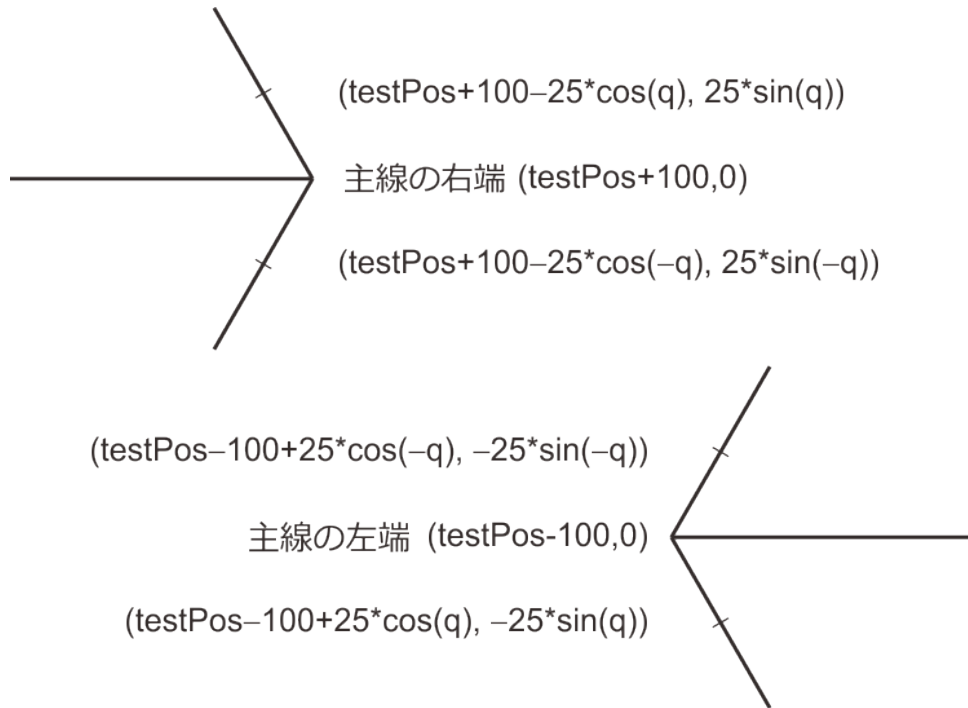 (testPos+100–25*cos(q), 25*sin(q))
主線の右端 (testPos+100,0)
(testPos+100–25*cos(–q), 25*sin(–q))
(testPos–100+25*cos(–q), –25*sin(–q))
主線の左端 (testPos-100,0)
(testPos–100+25*cos(q), –25*sin(q))